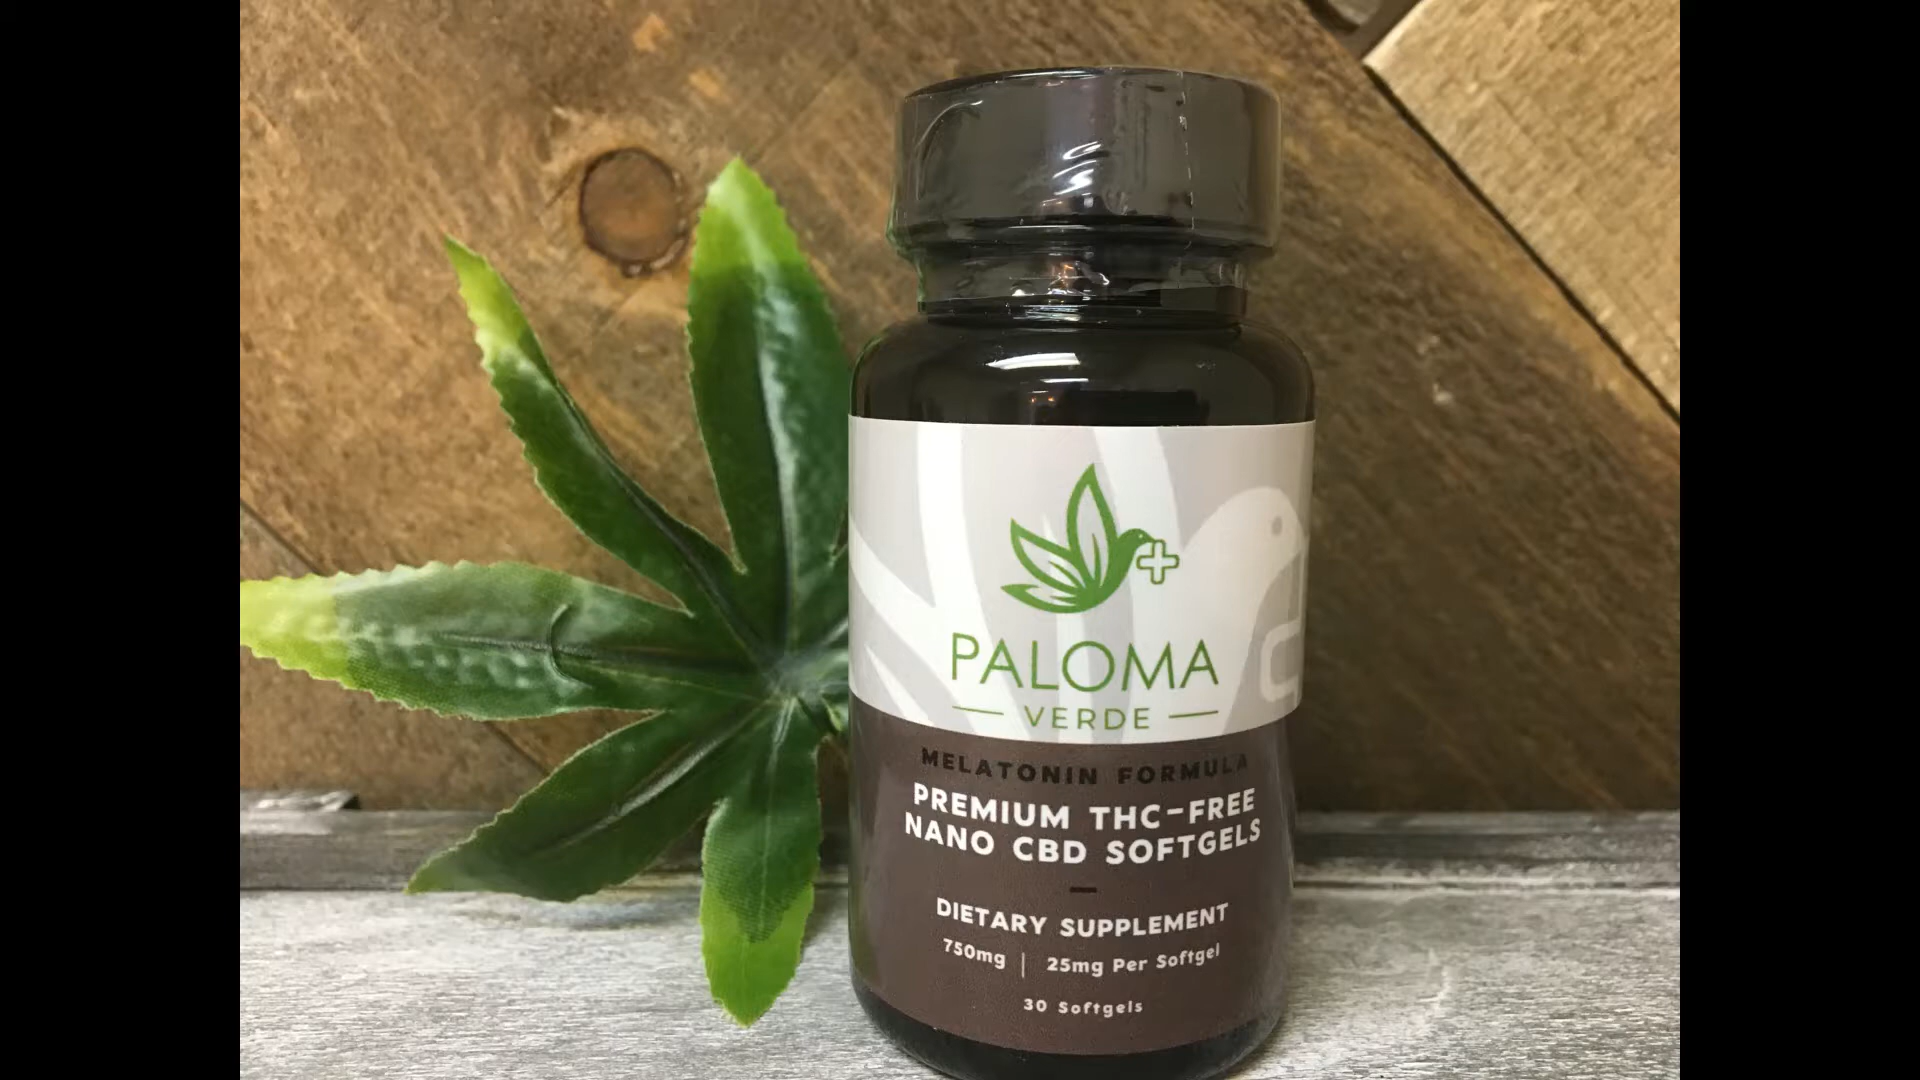 PALOMA
VERDE
MELATONIN FORMULA
PREMIUM THC-FREE
NANO CBD SOFTGELS
DIETARY SUPPLEMENT
750mg | 25mg Per Softgel
30 Softgels